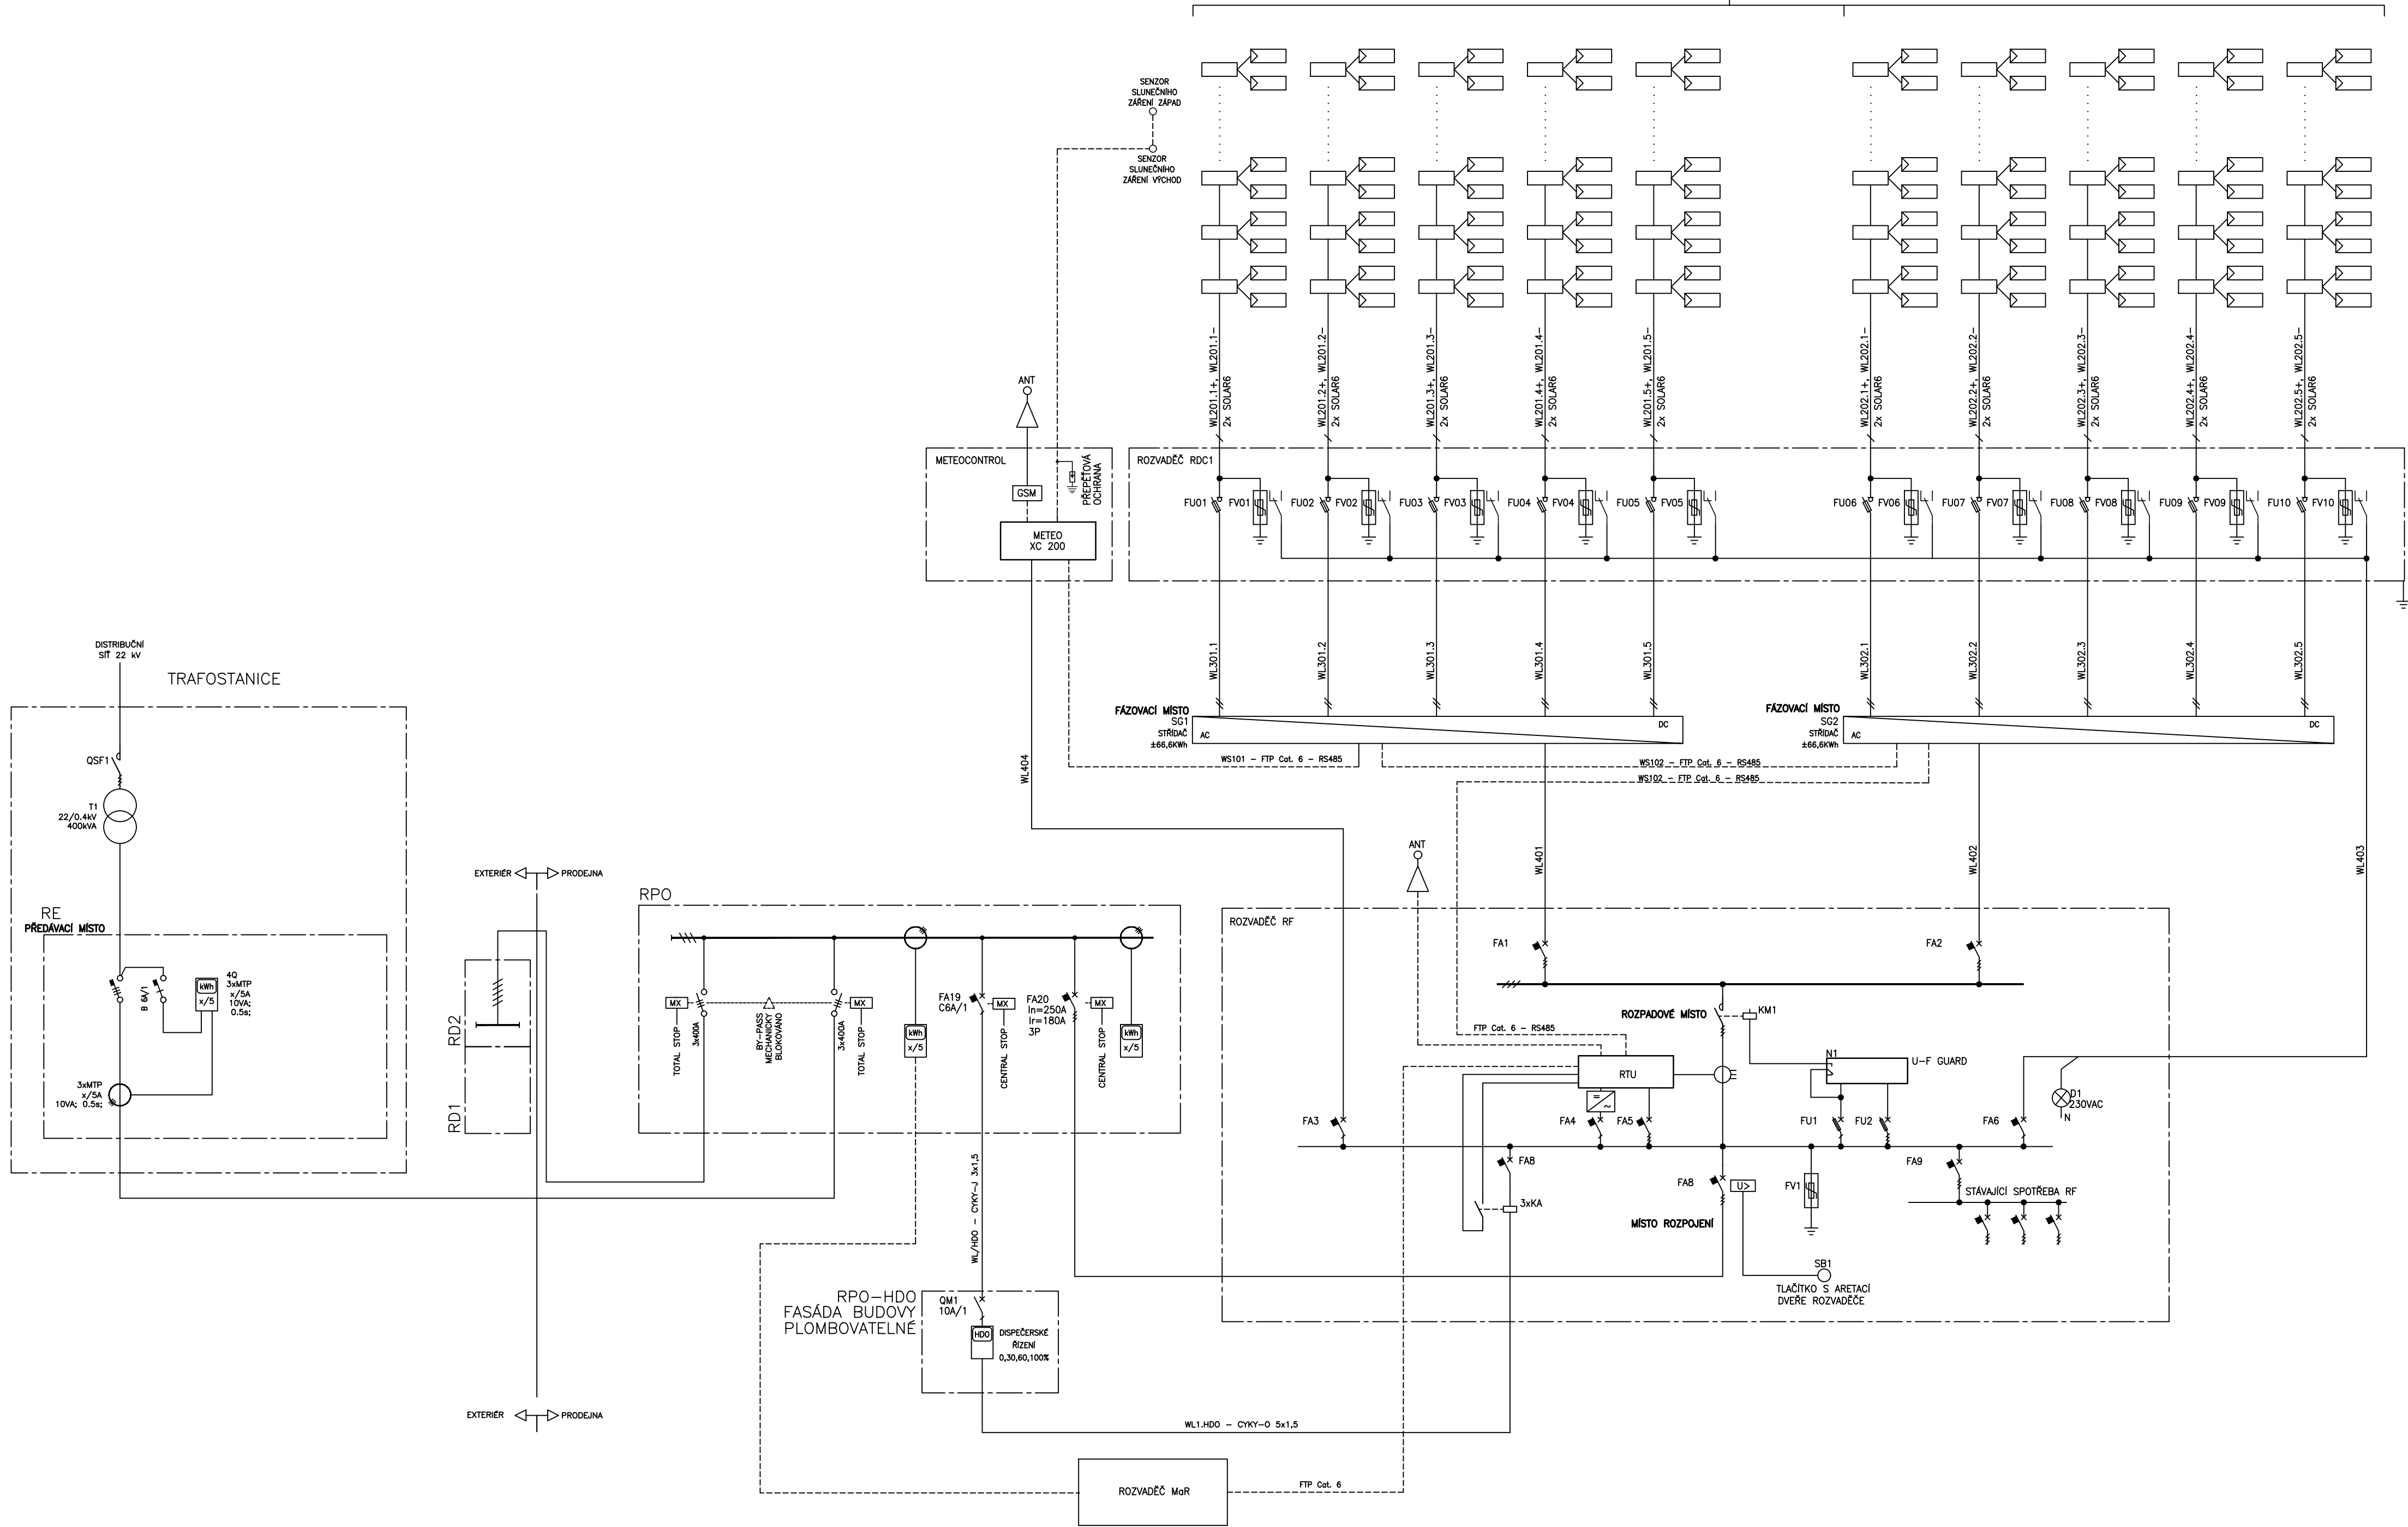 SENZOR
SLUNEČNÍHO
ZÁŘENÍ ZÁPAD
SENZOR
SLUNEČNÍHO
ZÁŘENÍ VÝCHOD
WL201.1+, WL201.1-
2x SOLAR6
WL201.2+, WL201.2-
2x SOLAR6
WL201.3+, WL201.3-
2x SOLAR6
WL201.4+, WL201.4-
2x SOLAR6
WL201.5+, WL201.5-
2x SOLAR6
WL202.1+, WL202.1-
2x SOLAR6
WL202.2+, WL202.2-
2x SOLAR6
WL202.3+, WL202.3-
2x SOLAR6
WL202.4+, WL202.4-
2x SOLAR6
WL202.5+, WL202.5-
2x SOLAR6
ANT
METEOCONTROL
GSM
PŘEPĚŤOVÁ
OCHRANA
METEO
XC 200
ROZVADĚČ RDC1
FU01 FV01 FU02 FV02 FU03 FV03 FU04 FV04 FU05 FV05 FU06 FV06 FU07 FV07 FU08 FV08 FU09 FV09 FU10 FV10
WL301.1
WL301.2
WL301.3
WL301.4
WL301.5
WL302.1
WL302.2
WL302.3
WL302.4
WL302.5
FÁZOVACÍ MÍSTO
SG1
STŘÍDAČ
±66,6KWh
AC
DC
FÁZOVACÍ MÍSTO
SG2
STŘÍDAČ
±66,6KWh
AC
DC
WS101 - FTP Cat. 6 - RS485
WS102 - FTP Cat. 6 - RS485
WS102 - FTP Cat. 6 - RS485
WL404
WL401
WL402
WL403
DISTRIBUČNÍ
SÍŤ 22 kV
TRAFOSTANICE
QSF1
T1
22/0.4kV
400kVA
RE
PŘEDÁVACÍ MÍSTO
B 6A/1
kWh
x/5
4Q
3xMTP
x/5A
10VA;
0.5s;
3xMTP
x/5A
10VA; 0.5s;
EXTERIÉR PRODEJNA
RD2
RD1
EXTERIÉR PRODEJNA
RPO
MX
TOTAL STOP
3x400A
BY-PASS
MECHANICKY
BLOKOVÁNO
3x400A
MX
TOTAL STOP
kWh
x/5
FA19
C6A/1
MX
CENTRAL STOP
FA20
In=250A
Ir=180A
3P
MX
CENTRAL STOP
kWh
x/5
WL/HDO - CYKY-J 3x1,5
RPO-HDO
FASÁDA BUDOVY
PLOMBOVATELNÉ
QM1
10A/1
HDO
DISPEČERSKÉ
ŘÍZENÍ
0,30,60,100%
WL1.HDO - CYKY-O 5x1,5
ROZVADĚČ MaR
FTP Cat. 6
ANT
ROZVADĚČ RF
FA1
FA2
ROZPADOVÉ MÍSTO
KM1
FTP Cat. 6 - RS485
RTU
N1
U-F GUARD
D1
230VAC
N
FA3
FA4
FA5
FU1
FU2
FA6
FA8
3xKA
FA8
U>
FV1
FA9
STÁVAJÍCÍ SPOTŘEBA RF
MÍSTO ROZPOJENÍ
SB1
TLAČÍTKO S ARETACÍ
DVEŘE ROZVADĚČE